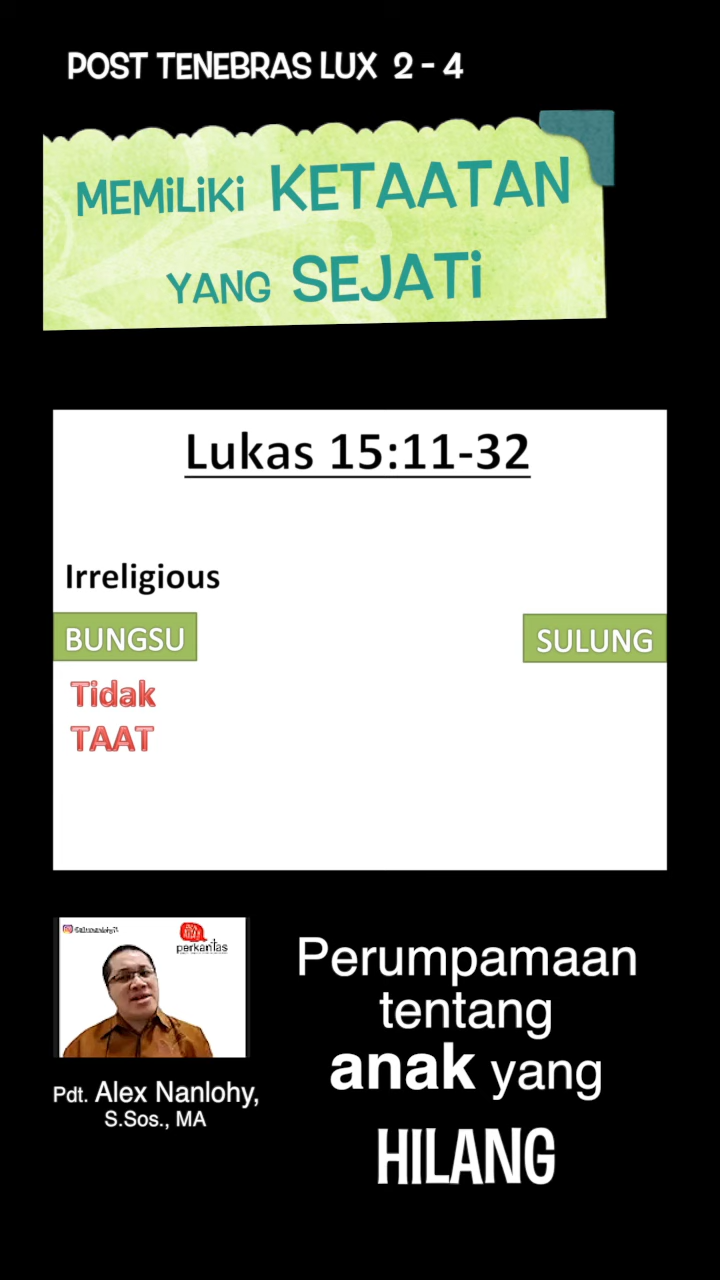 POST TENEBRAS LUX 2 - 4
MEMiLiKi KETAATAN
YANG SEJATi
Lukas 15:11-32
Irreligious
BUNGSU
SULUNG
Tidak
TAAT
perkantas
Pdt. Alex Nanlohy,
S.Sos., MA
Perumpamaan
tentang
anak yang
HILANG